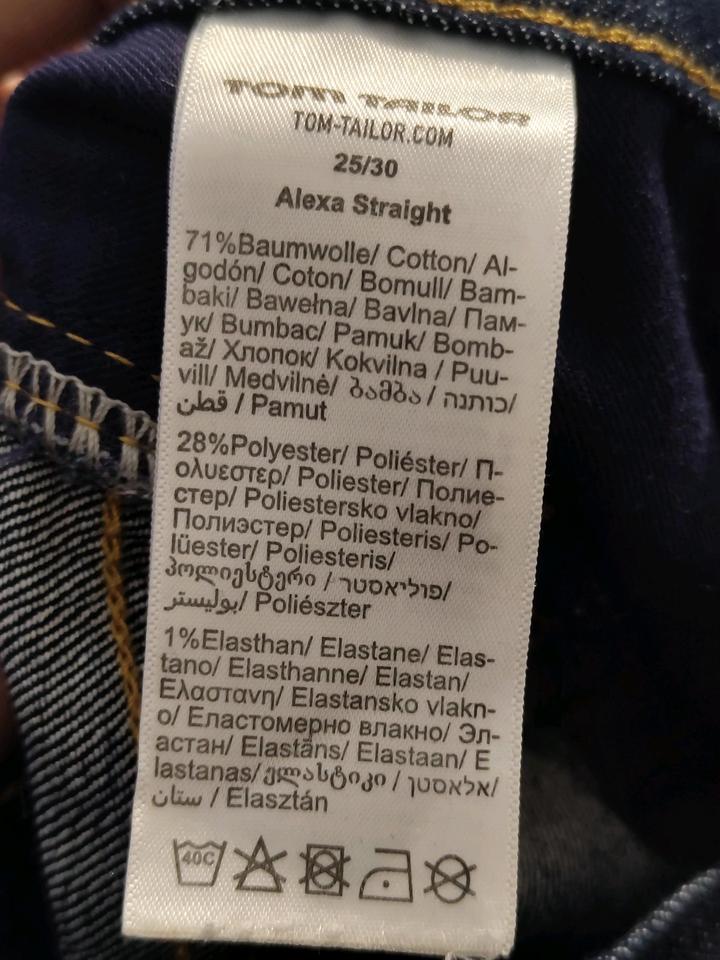 TOM TAILOR
TOM-TAILOR.COM
25/30
Alexa Straight
71%Baumwolle/ Cotton/ Al-
godón/ Coton/ Bomull/ Bam-
baki/ Bawełna/ Bavlna/ Пам-
ук/ Bumbac/ Pamuk/ Bomb-
až/ Хлопок/ Kokvilna / Puu-
vill/ Medvilnė/ ბამბა / כותנה/
قطن / Pamut
28%Polyester/ Poliéster/ Π-
ολυεστερ/ Poliester/ Полие-
стер/ Poliestersko vlakno/
Полиэстер/ Poliesteris/ Po-
lüester/ Poliesteris/
პოლიესტერი / פוליאסטר/
بوليستر/ Poliészter
1%Elasthan/ Elastane/ Elas-
tano/ Elasthanne/ Elastan/
Ελαστανη/ Elastansko vlakn-
o/ Еластомерно влакно/ Эл-
астан/ Elastāns/ Elastaan/ E
lastanas/ ელასტიკი / אלאסטן/
ستان / Elasztán
40C